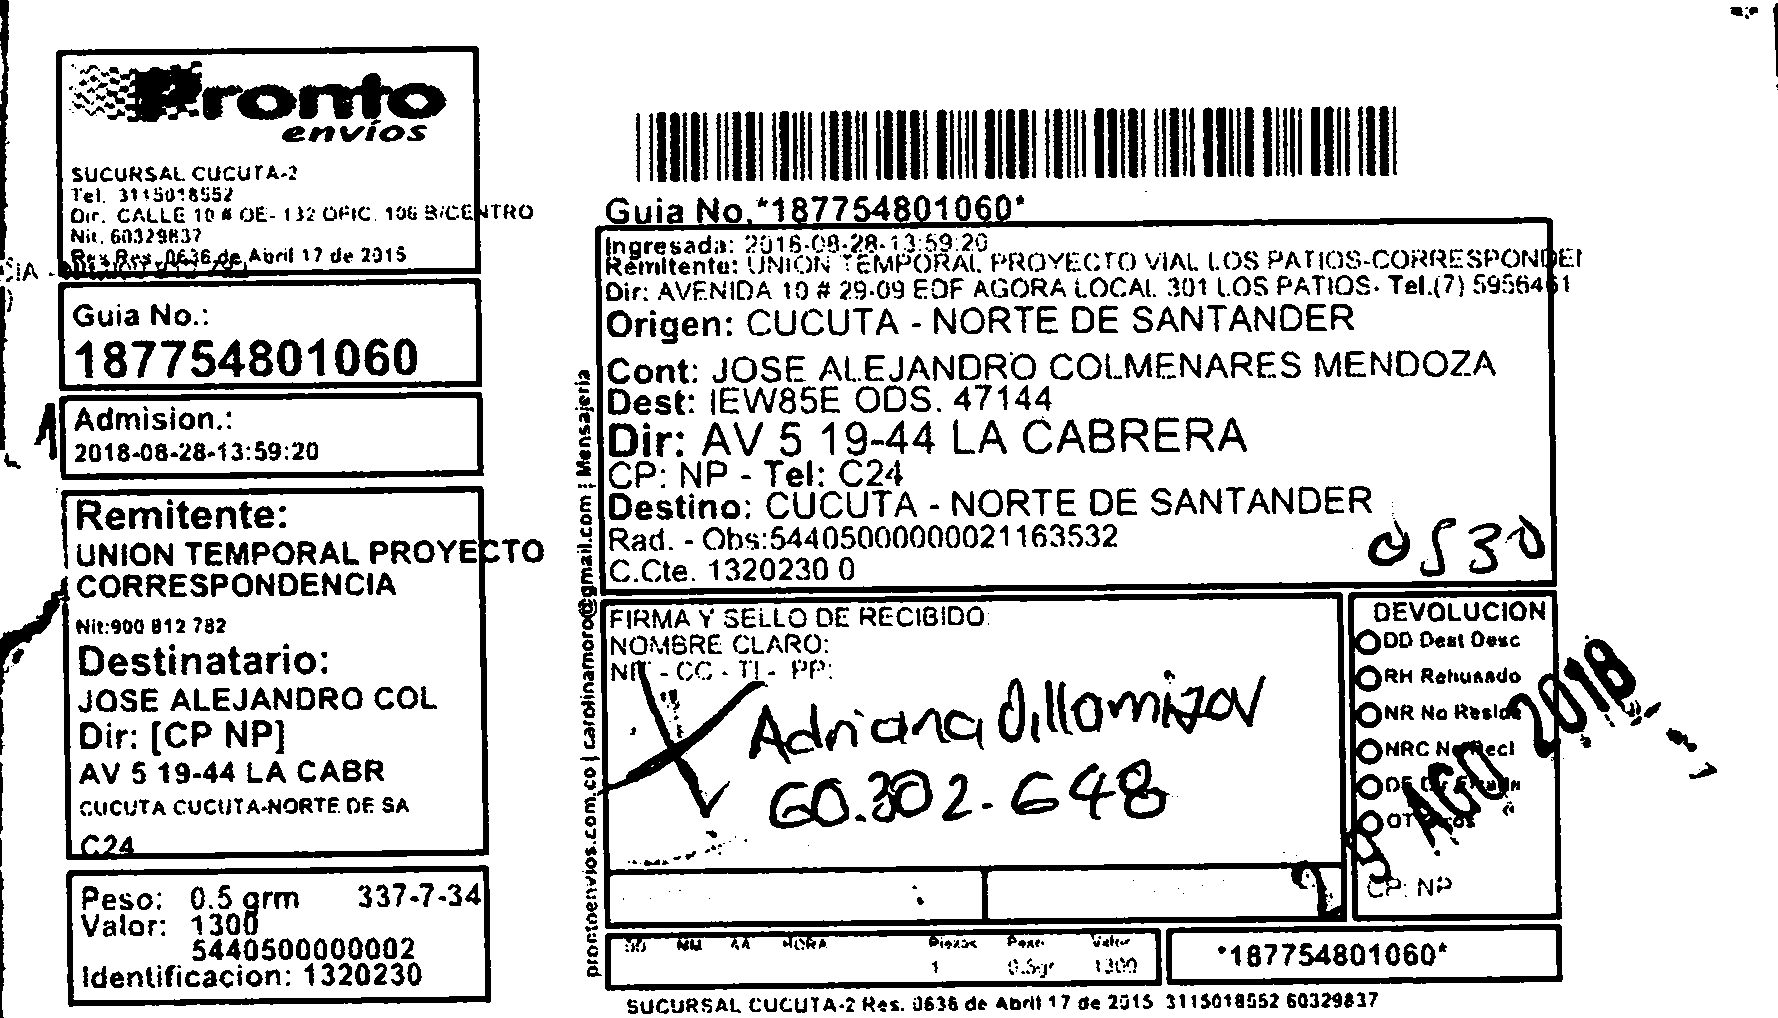 Pronto
envíos
SUCURSAL CUCUTA-2
Tel. 3115018552
Dir. CALLE 10 # OE- 132 OFIC. 106 B/CENTRO
Nit. 60329837
0636 de Abril 17 de 2015
CIA -
Guia No.:
187754801060
Admision.:
2018-08-28-13:59:20
Remitente:
UNION TEMPORAL PROYECTO
CORRESPONDENCIA
Nit:900 812 782
Destinatario:
JOSE ALEJANDRO COL
Dir: [CP NP]
AV 5 19-44 LA CABR
CUCUTA CUCUTA-NORTE DE SA
C24
Peso: 0.5 grm 337-7-34
Valor: 1300
5440500000002
Identificacion: 1320230
prontoenvios.com.co | carolinamoro@gmail.com | Mensajeria
Guia No.*187754801060*
Ingresada: 2018-08-28-13:59:20
Remitente: UNION TEMPORAL PROYECTO VIAL LOS PATIOS-CORRESPONDEN
Dir: AVENIDA 10 # 29-09 EDF AGORA LOCAL 301 LOS PATIOS- Tel.(7) 5956461
Origen: CUCUTA - NORTE DE SANTANDER
Cont: JOSE ALEJANDRO COLMENARES MENDOZA
Dest: IEW85E ODS. 47144
Dir: AV 5 19-44 LA CABRERA
CP: NP - Tel: C24
Destino: CUCUTA - NORTE DE SANTANDER
Rad. - Obs:544050000000021163532
C.Cte. 1320230 0
0530
FIRMA Y SELLO DE RECIBIDO:
NOMBRE CLARO:
NIT - CC - TI - PP:
Adriana Villamizar
60.302.648
DEVOLUCION
DD Dest Desc
RH Rehusado
NR No Reside
NRC No Recl
OT Otros
CP: NP
AGO 2018
DD MM AA HORA Piezas Peso Valor
1 0.5gr 1300
*187754801060*
SUCURSAL CUCUTA-2 Res. 0636 de Abril 17 de 2015 3115018552 60329837